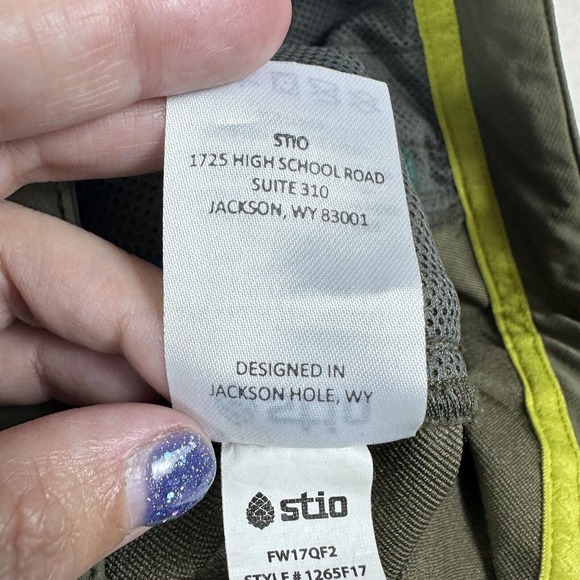 STIO
1725 HIGH SCHOOL ROAD
SUITE 310
JACKSON, WY 83001
DESIGNED IN
JACKSON HOLE, WY
stio
FW17QF2
STYLE # 1265F17